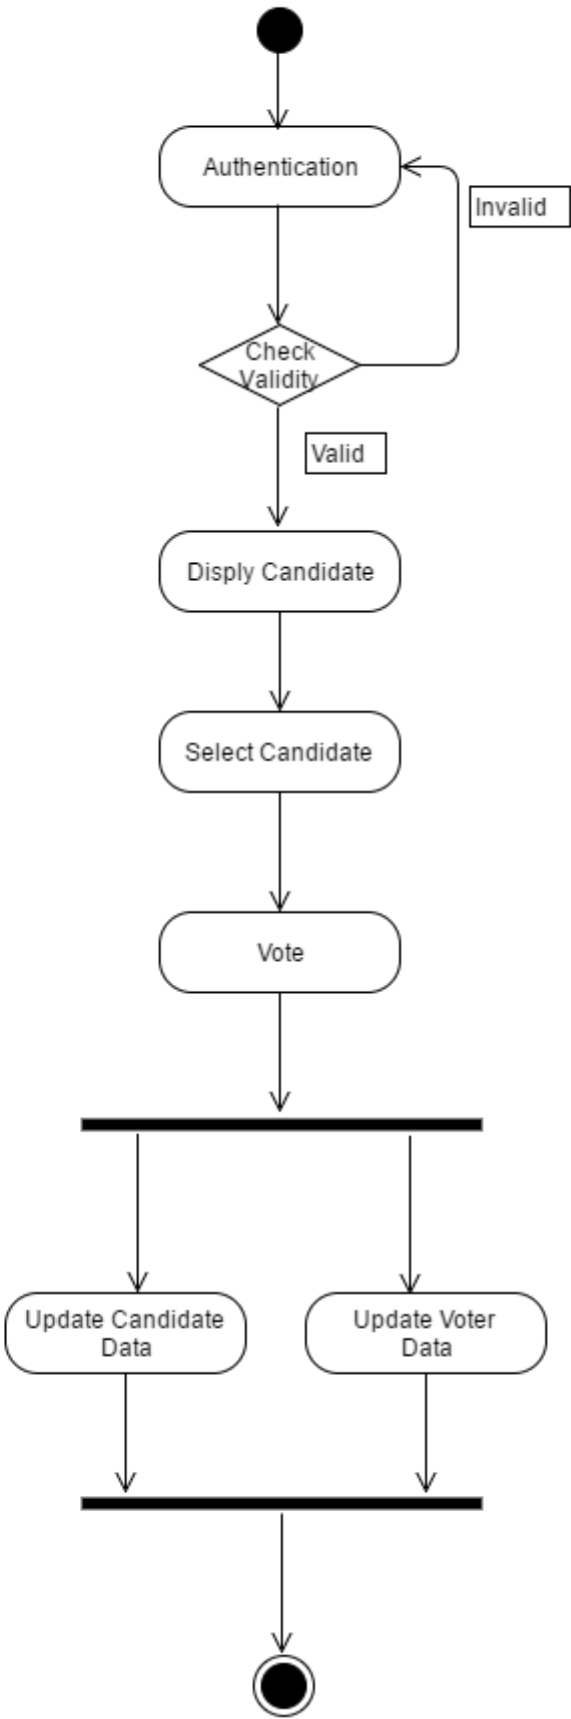 Authentication
Invalid
Check
Validity
Valid
Disply Candidate
Select Candidate
Vote
Update Candidate
Data
Update Voter
Data